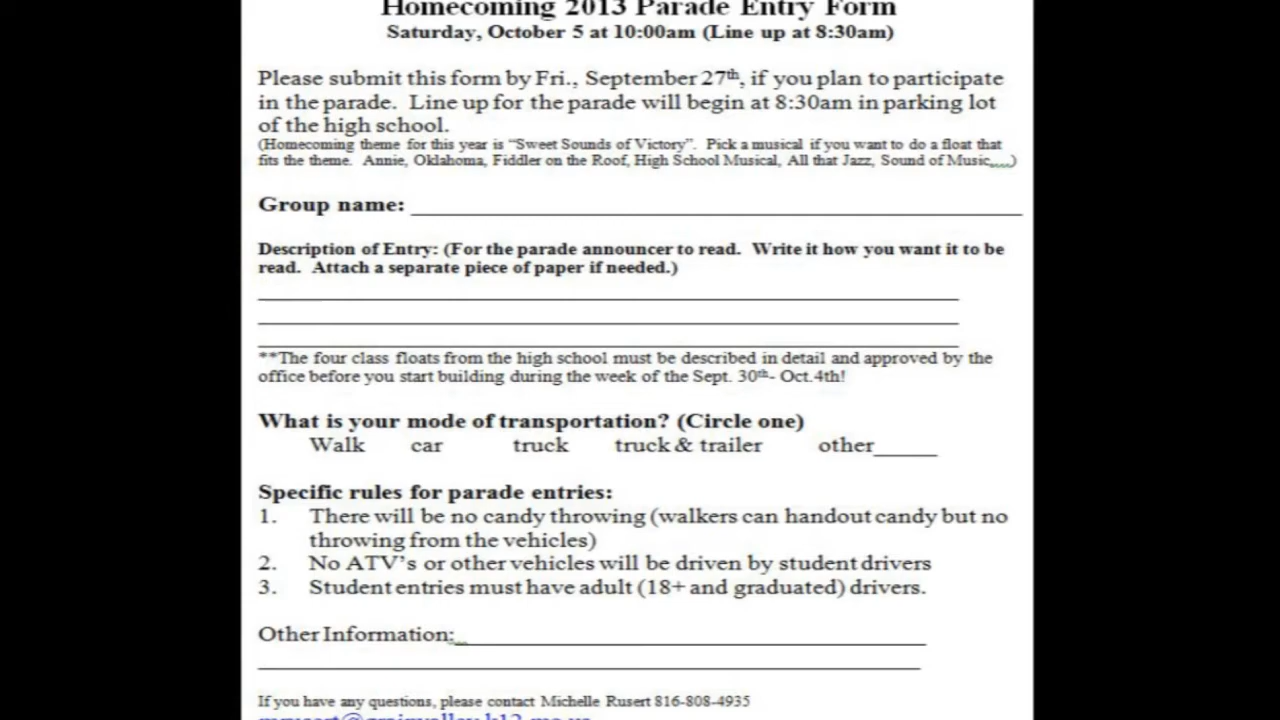 Homecoming 2013 Parade Entry Form
Saturday, October 5 at 10:00am (Line up at 8:30am)
Please submit this form by Fri., September 27th, if you plan to participate
in the parade. Line up for the parade will begin at 8:30am in parking lot
of the high school.
(Homecoming theme for this year is “Sweet Sounds of Victory”. Pick a musical if you want to do a float that
fits the theme. Annie, Oklahoma, Fiddler on the Roof, High School Musical, All that Jazz, Sound of Music,....)
Group name: ____________________
Description of Entry: (For the parade announcer to read. Write it how you want it to be
read. Attach a separate piece of paper if needed.)
**The four class floats from the high school must be described in detail and approved by the
office before you start building during the week of the Sept. 30th- Oct.4th!
What is your mode of transportation? (Circle one)
Walk car truck truck & trailer other_____
Specific rules for parade entries:
1. There will be no candy throwing (walkers can handout candy but no
throwing from the vehicles)
2. No ATV’s or other vehicles will be driven by student drivers
3. Student entries must have adult (18+ and graduated) drivers.
Other Information:____________________
If you have any questions, please contact Michelle Rusert 816-808-4935